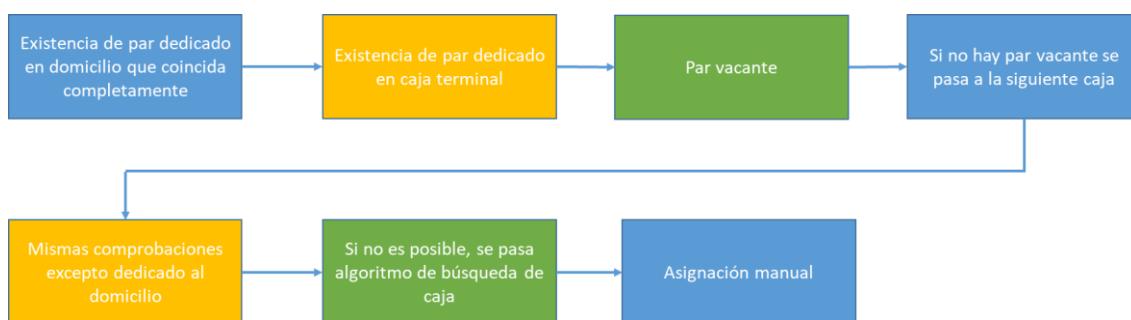 Existencia de par dedicado
en domicilio que coincida
completamente
Existencia de par dedicado
en caja terminal
Par vacante
Si no hay par vacante se
pasa a la siguiente caja
Mismas comprobaciones
excepto dedicado al
domicilio
Si no es posible, se pasa
algoritmo de búsqueda de
caja
Asignación manual